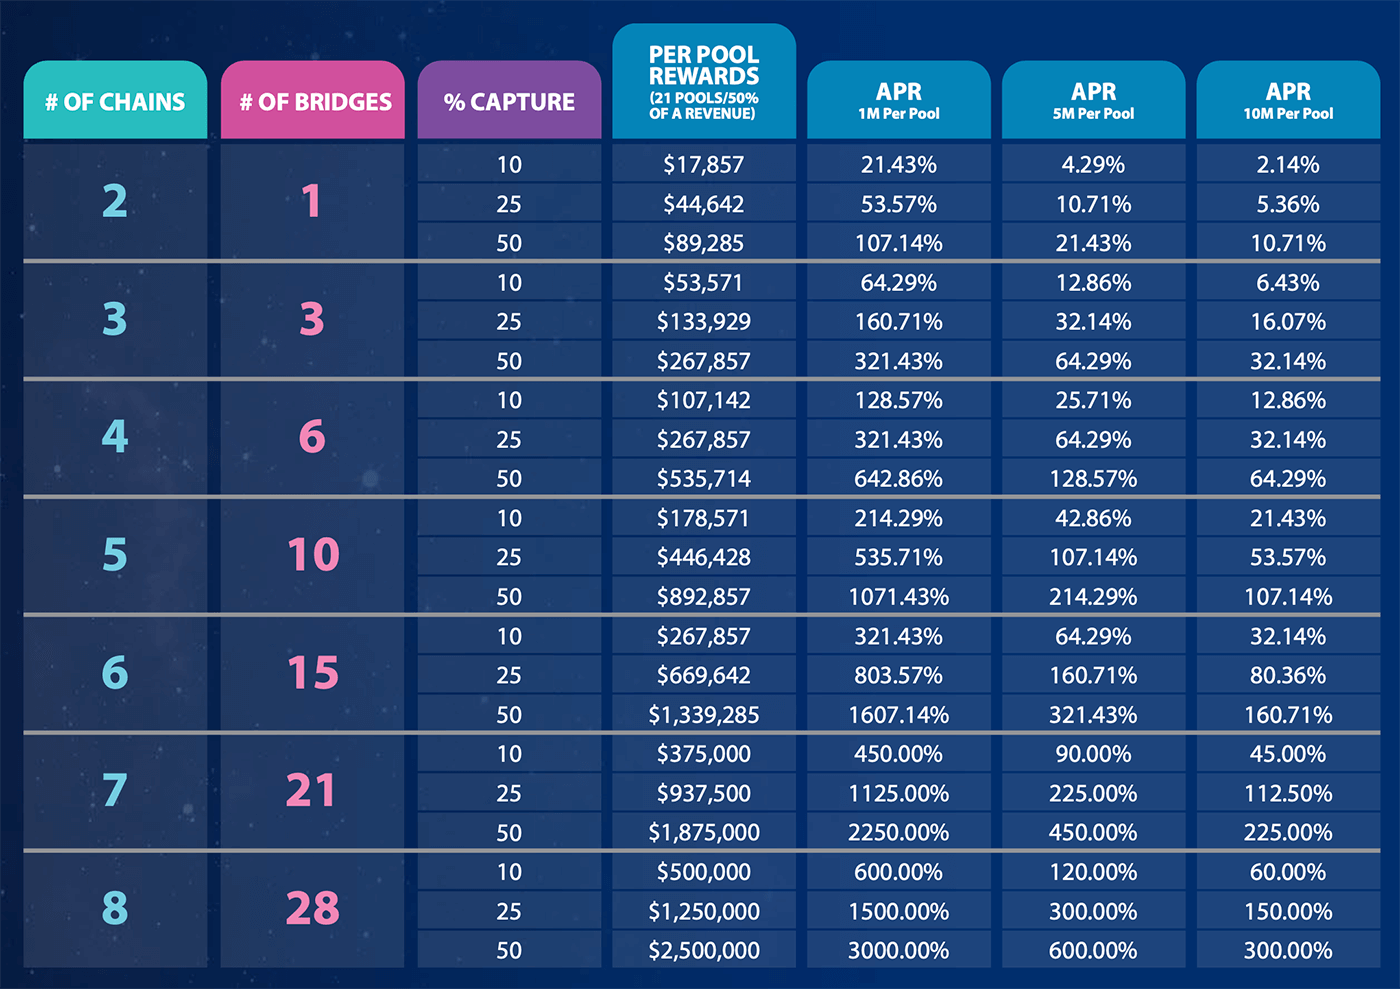 # OF CHAINS # OF BRIDGES % CAPTURE PER POOL REWARDS (21 POOLS/50% OF A REVENUE) APR 1M Per Pool APR 5M Per Pool APR 10M Per Pool
10 $17,857 21.43% 4.29% 2.14%
2 1 25 $44,642 53.57% 10.71% 5.36%
50 $89,285 107.14% 21.43% 10.71%
10 $53,571 64.29% 12.86% 6.43%
3 3 25 $133,929 160.71% 32.14% 16.07%
50 $267,857 321.43% 64.29% 32.14%
10 $107,142 128.57% 25.71% 12.86%
4 6 25 $267,857 321.43% 64.29% 32.14%
50 $535,714 642.86% 128.57% 64.29%
10 $178,571 214.29% 42.86% 21.43%
5 10 25 $446,428 535.71% 107.14% 53.57%
50 $892,857 1071.43% 214.29% 107.14%
10 $267,857 321.43% 64.29% 32.14%
6 15 25 $669,642 803.57% 160.71% 80.36%
50 $1,339,285 1607.14% 321.43% 160.71%
10 $375,000 450.00% 90.00% 45.00%
7 21 25 $937,500 1125.00% 225.00% 112.50%
50 $1,875,000 2250.00% 450.00% 225.00%
10 $500,000 600.00% 120.00% 60.00%
8 28 25 $1,250,000 1500.00% 300.00% 150.00%
50 $2,500,000 3000.00% 600.00% 300.00%